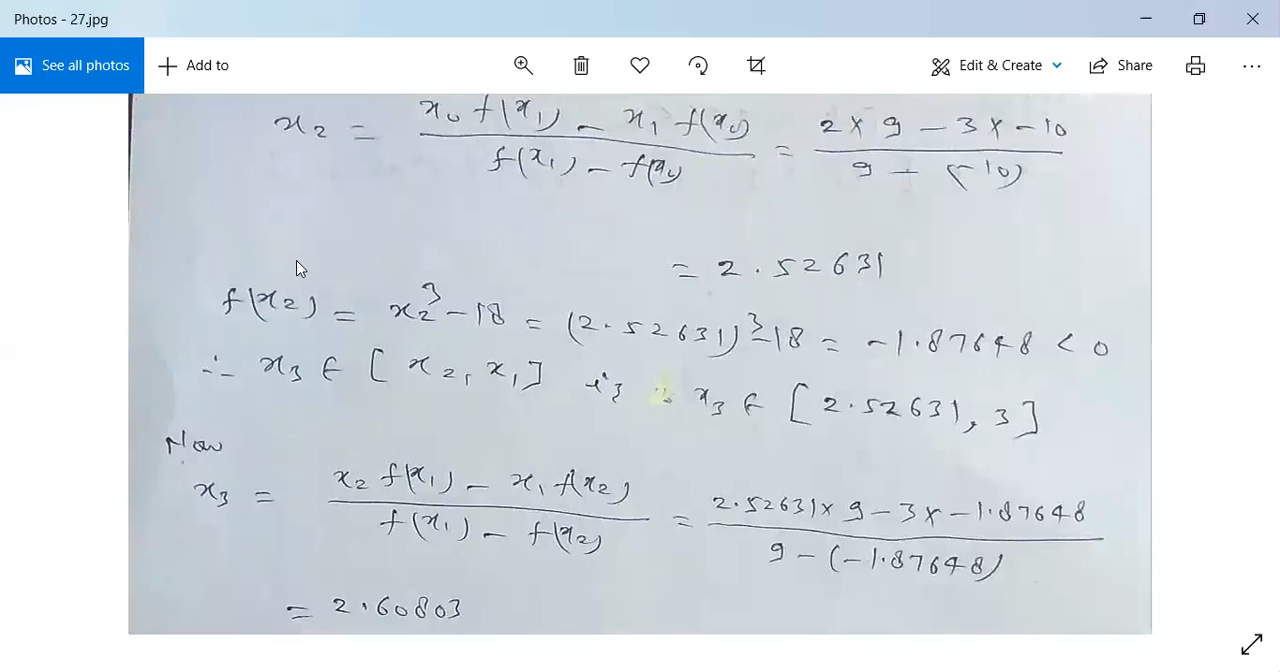 Photos - 27.jpg
See all photos
Add to
Edit & Create
Share
x₂ = (x₀ f(x₁) – x₁ f(x₀)) / (f(x₁) – f(x₀)) = (2 × 9 – 3 × –10) / (9 – (–10))
= 2.52631
f(x₂) = x₂³ – 18 = (2.52631)³ – 18 = –1.87648 < 0
∴ x₃ ∈ [x₂, x₁] ∴ x₃ ∈ [2.52631, 3]
Now
x₃ = (x₂ f(x₁) – x₁ f(x₂)) / (f(x₁) – f(x₂)) = (2.52631 × 9 – 3 × –1.87648) / (9 – (–1.87648))
= 2.60803